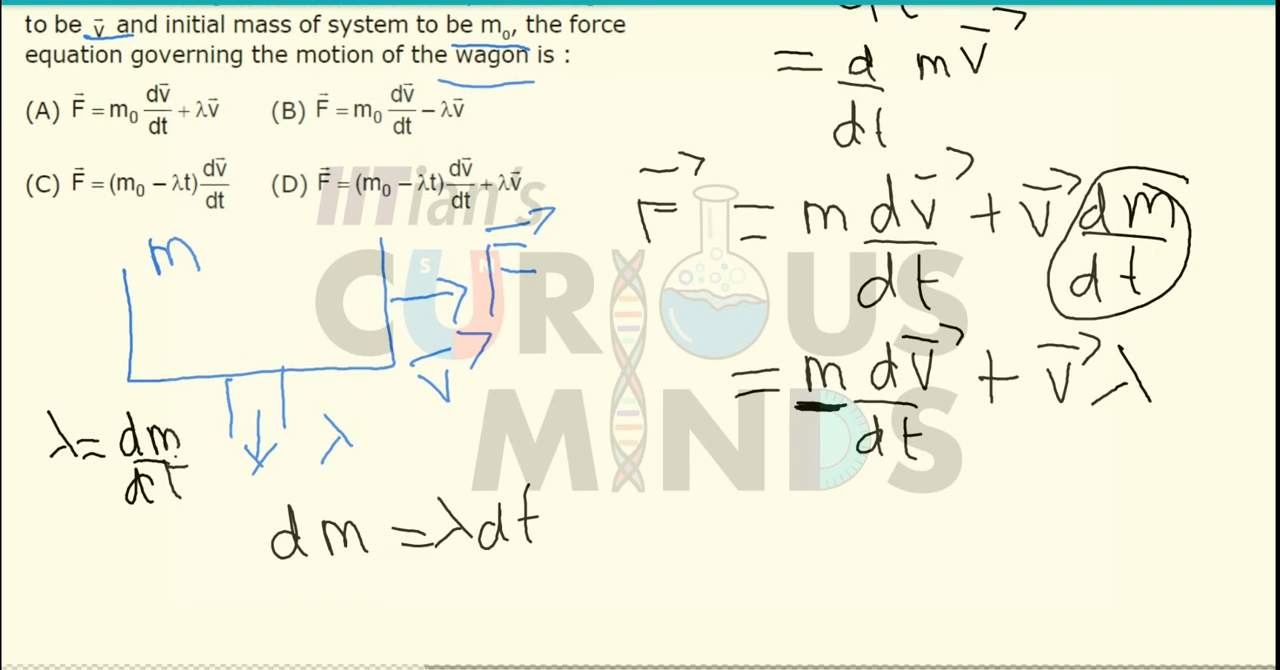 to be v⃗ and initial mass of system to be m₀, the force
equation governing the motion of the wagon is :
(A) F⃗ = m₀ dv⃗/dt + λv⃗ (B) F⃗ = m₀ dv⃗/dt − λv⃗
(C) F⃗ = (m₀ − λt) dv⃗/dt (D) F⃗ = (m₀ − λt) dv⃗/dt + λv⃗
IITian's
CURIOUS
MINDS
S N
m
F⃗
v⃗
λ
λ = dm/dt
dm = λdt
= d/dt mv⃗
F⃗ = m dv⃗/dt + v⃗ dm/dt
= m dv⃗/dt + v⃗ λ